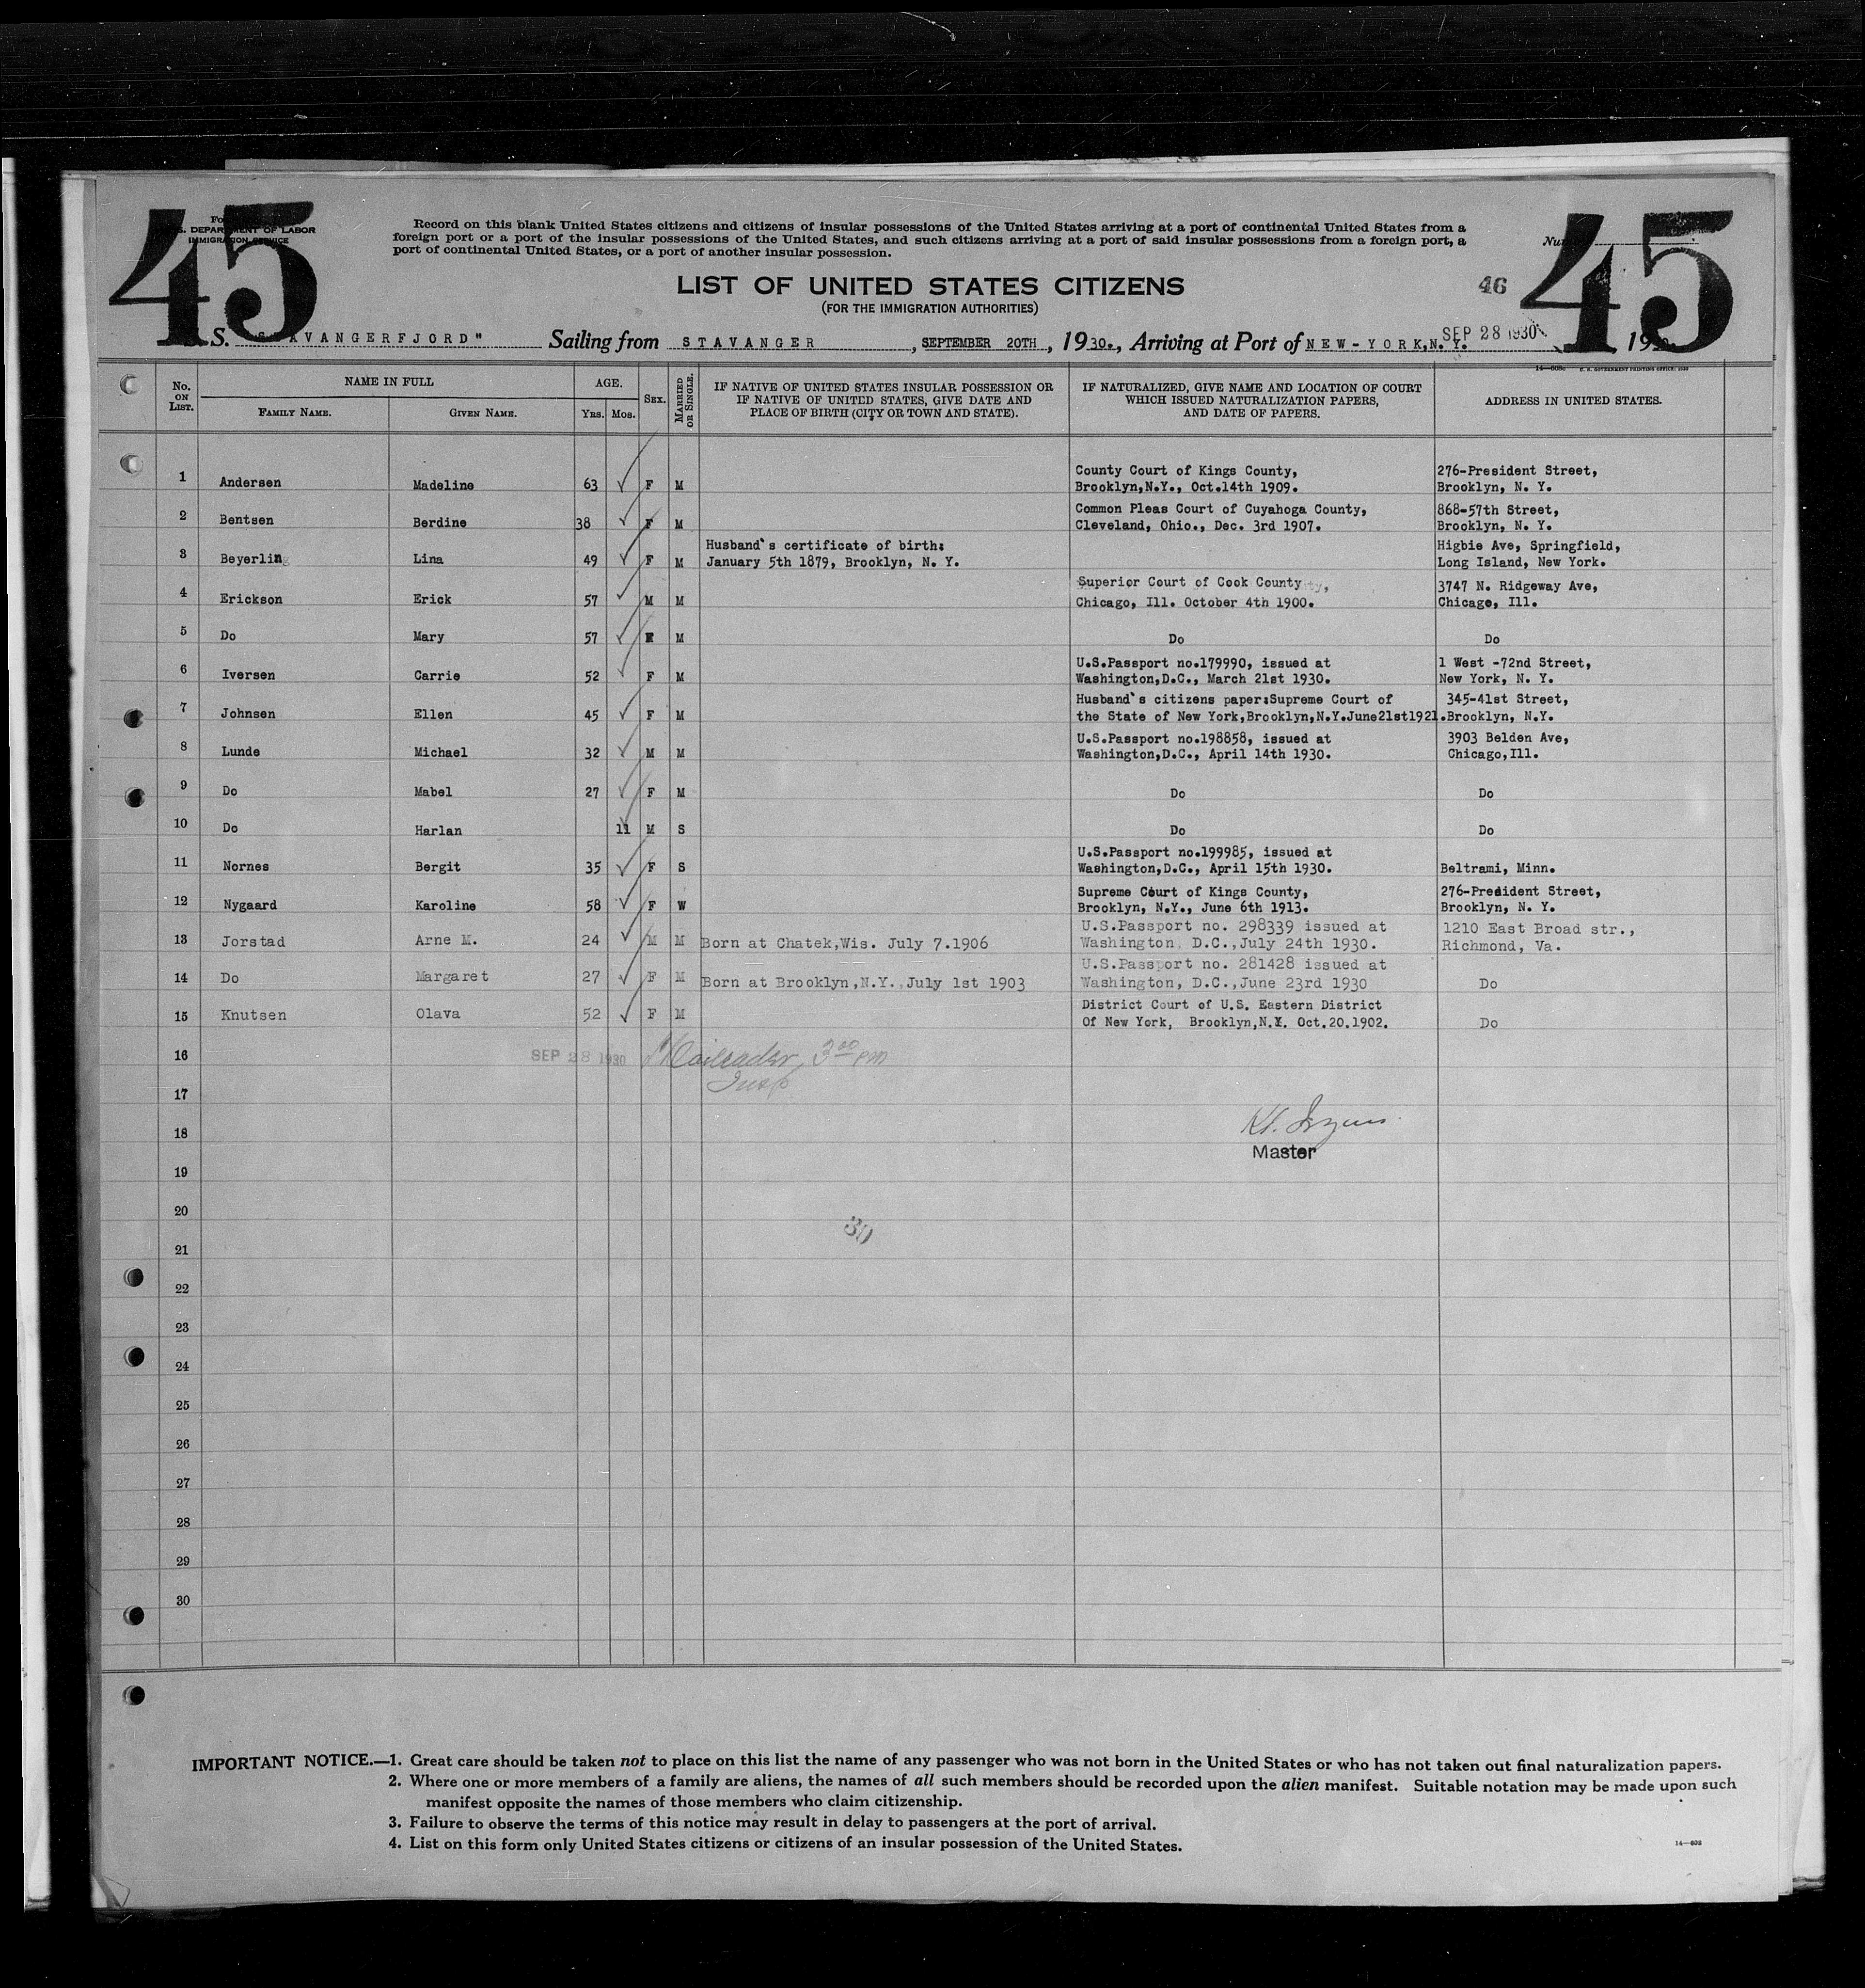 45
45
S. DEPARTMENT OF LABOR
IMMIGRATION SERVICE
Record on this blank United States citizens and citizens of insular possessions of the United States arriving at a port of continental United States from a
foreign port or a port of the insular possessions of the United States, and such citizens arriving at a port of said insular possessions from a foreign port, a
port of continental United States, or a port of another insular possession.
LIST OF UNITED STATES CITIZENS
46
(FOR THE IMMIGRATION AUTHORITIES)
S. "STAVANGERFJORD" Sailing from STAVANGER, SEPTEMBER 20TH, 1930., Arriving at Port of NEW-YORK, N. Y. SEP 28 1930
No. ON LIST. NAME IN FULL AGE. SEX. MARRIED OR SINGLE. IF NATIVE OF UNITED STATES INSULAR POSSESSION OR IF NATIVE OF UNITED STATES, GIVE DATE AND PLACE OF BIRTH (CITY OR TOWN AND STATE). IF NATURALIZED, GIVE NAME AND LOCATION OF COURT WHICH ISSUED NATURALIZATION PAPERS, AND DATE OF PAPERS. ADDRESS IN UNITED STATES.
FAMILY NAME. GIVEN NAME. YRS. MOS.
County Court of Kings County, 276-President Street,
1 Andersen Madeline 63 F M Brooklyn,N.Y., Oct.14th 1909. Brooklyn, N. Y.
Common Pleas Court of Cuyahoga County, 868-57th Street,
2 Bentsen Berdine 38 F M Cleveland, Ohio., Dec. 3rd 1907. Brooklyn, N. Y.
Husband's certificate of birth: Higbie Ave, Springfield,
3 Beyerling Lina 49 F M January 5th 1879, Brooklyn, N. Y. Long Island, New York.
Superior Court of Cook County, 3747 N. Ridgeway Ave,
4 Erickson Erick 57 M M Chicago, Ill. October 4th 1900. Chicago, Ill.
5 Do Mary 57 F M Do Do
U.S.Passport no.179990, issued at 1 West -72nd Street,
6 Iversen Carrie 52 F M Washington,D.C., March 21st 1930. New York, N. Y.
Husband's citizens paper:Supreme Court of 345-41st Street,
7 Johnsen Ellen 45 F M the State of New York,Brooklyn,N.Y.June21st1921. Brooklyn, N.Y.
U.S.Passport no.198858, issued at 3903 Belden Ave,
8 Lunde Michael 32 M M Washington,D.C., April 14th 1930. Chicago,Ill.
9 Do Mabel 27 F M Do Do
10 Do Harlan 11 M S Do Do
U.S.Passport no.199985, issued at
11 Nornes Bergit 35 F S Washington,D.C., April 15th 1930. Beltrami, Minn.
Supreme Court of Kings County, 276-President Street,
12 Nygaard Karoline 58 F W Brooklyn, N.Y., June 6th 1913. Brooklyn, N. Y.
U.S.Passport no. 298339 issued at 1210 East Broad str.,
13 Jorstad Arne M. 24 M M Born at Chatek,Wis. July 7.1906 Washington, D.C.,July 24th 1930. Richmond, Va.
U.S.Passport no. 281428 issued at
14 Do Margaret 27 F M Born at Brooklyn,N.Y. July 1st 1903 Washington, D.C.,June 23rd 1930 Do
District Court of U.S. Eastern District
15 Knutsen Olava 52 F M Of New York, Brooklyn,N.Y. Oct.20.1902. Do
16 SEP 28 1930 3 00 pm
Insp
17
18
Master
19
20
30
21
22
23
24
25
26
27
28
29
30
IMPORTANT NOTICE.—1. Great care should be taken not to place on this list the name of any passenger who was not born in the United States or who has not taken out final naturalization papers.
2. Where one or more members of a family are aliens, the names of all such members should be recorded upon the alien manifest. Suitable notation may be made upon such
manifest opposite the names of those members who claim citizenship.
3. Failure to observe the terms of this notice may result in delay to passengers at the port of arrival.
4. List on this form only United States citizens or citizens of an insular possession of the United States.
14—608